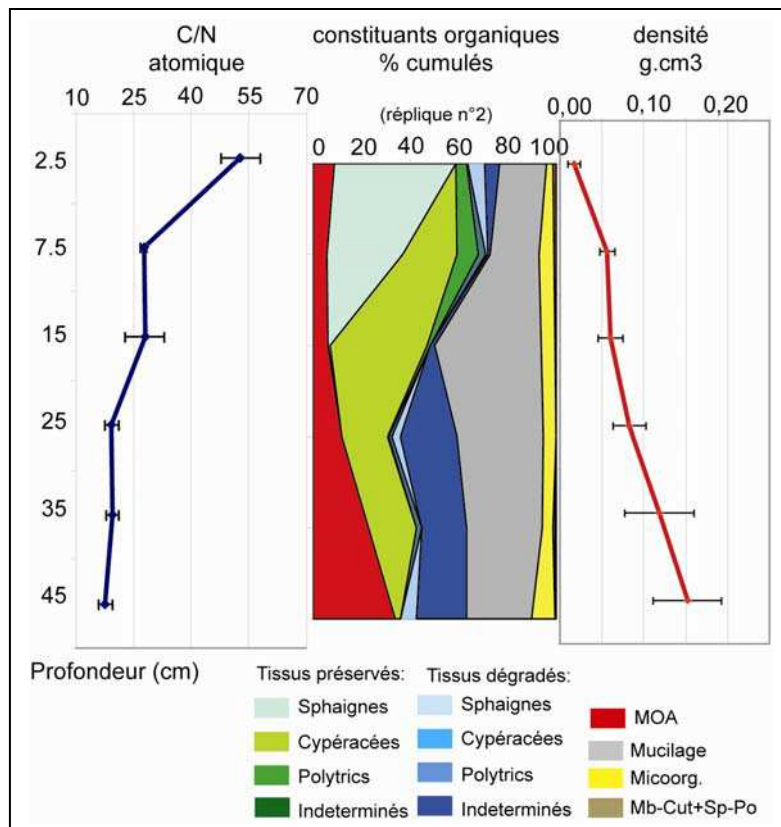 C/N
atomique
constituants organiques
% cumulés
(réplique n°2)
densité
g.cm3
10 25 40 55 70
0 20 40 60 80 100
0,00 0,10 0,20
2.5
7.5
15
25
35
45
Profondeur (cm)
Tissus préservés:
Sphaignes
Cypéracées
Polytrics
Indeterminés
Tissus dégradés:
Sphaignes
Cypéracées
Polytrics
Indeterminés
MOA
Mucilage
Micoorg.
Mb-Cut+Sp-Po